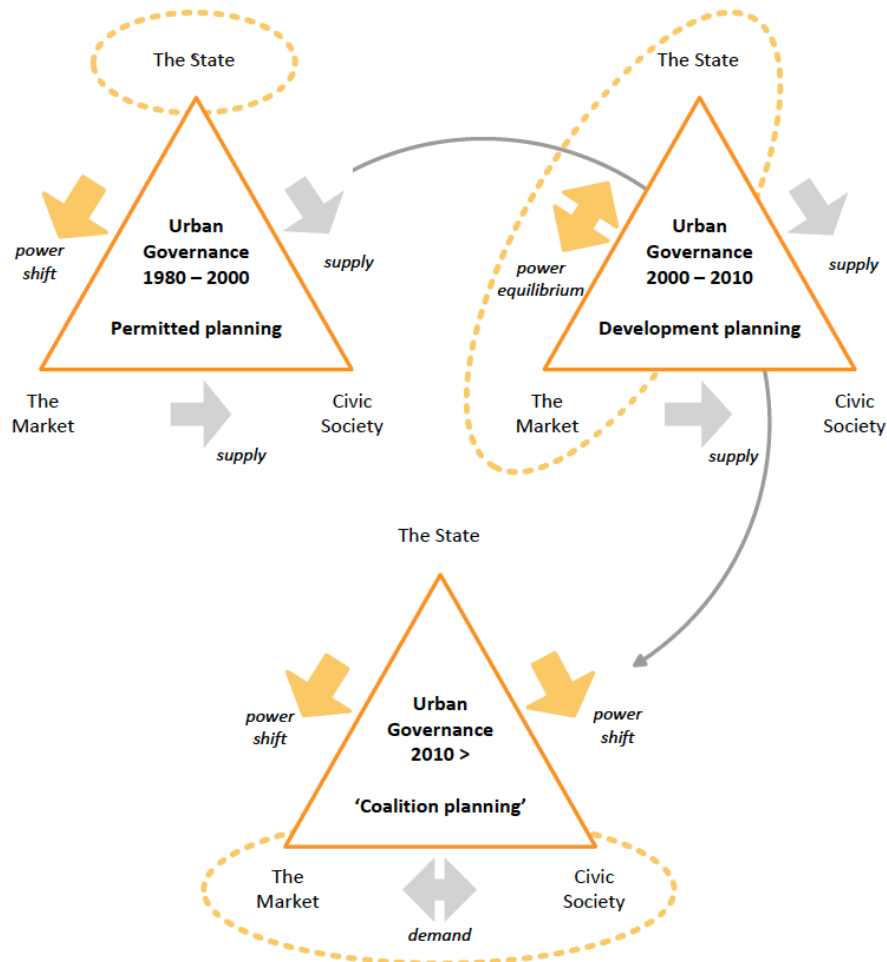 The State
power
shift
Urban
Governance
1980 – 2000
Permitted planning
supply
The
Market
Civic
Society
supply
The State
power
equilibrium
Urban
Governance
2000 – 2010
Development planning
supply
The
Market
Civic
Society
supply
The State
power
shift
Urban
Governance
2010 >
‘Coalition planning’
power
shift
The
Market
Civic
Society
demand